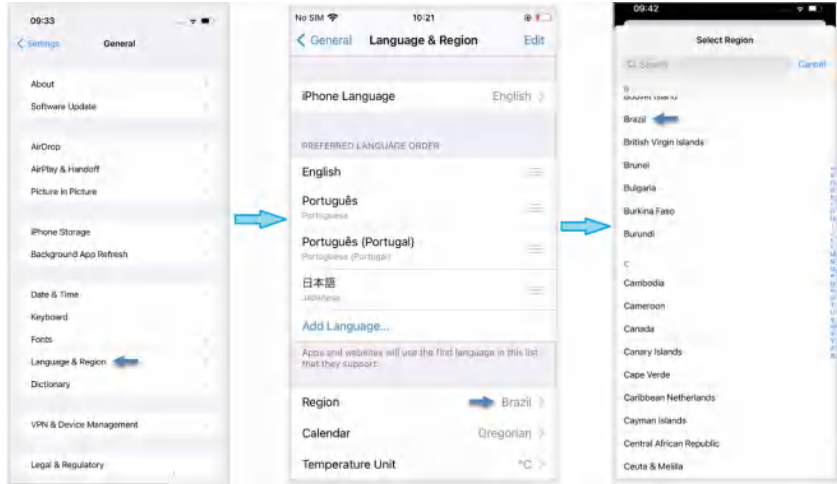 09:33
Settings
General
About
Software Update
AirDrop
AirPlay & Handoff
Picture in Picture
iPhone Storage
Background App Refresh
Date & Time
Keyboard
Fonts
Language & Region
Dictionary
VPN & Device Management
Legal & Regulatory
No SIM 10:21
General Language & Region Edit
iPhone Language English
PREFERRED LANGUAGE ORDER
English
Português
Portuguese
Português (Portugal)
Portuguese (Portugal)
日本語
Japanese
Add Language...
Apps and websites will use the first language in this list
that they support.
Region Brazil
Calendar Gregorian
Temperature Unit °C
09:42
Select Region
Search Cancel
B
Bouvet Island
Brazil
British Virgin Islands
Brunei
Bulgaria
Burkina Faso
Burundi
C
Cambodia
Cameroon
Canada
Canary Islands
Cape Verde
Caribbean Netherlands
Cayman Islands
Central African Republic
Ceuta & Melilla